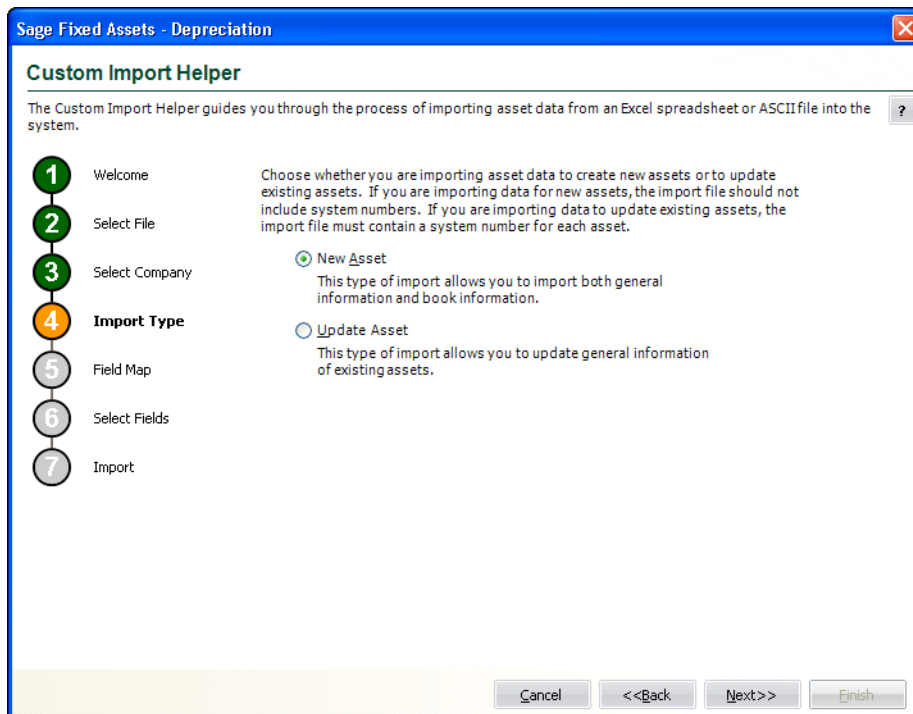 Sage Fixed Assets - Depreciation
Custom Import Helper
The Custom Import Helper guides you through the process of importing asset data from an Excel spreadsheet or ASCII file into the
system.
?
1 Welcome
2 Select File
3 Select Company
4 Import Type
5 Field Map
6 Select Fields
7 Import
Choose whether you are importing asset data to create new assets or to update
existing assets. If you are importing data for new assets, the import file should not
include system numbers. If you are importing data to update existing assets, the
import file must contain a system number for each asset.
New Asset
This type of import allows you to import both general
information and book information.
Update Asset
This type of import allows you to update general information
of existing assets.
Cancel
<<Back
Next>>
Finish